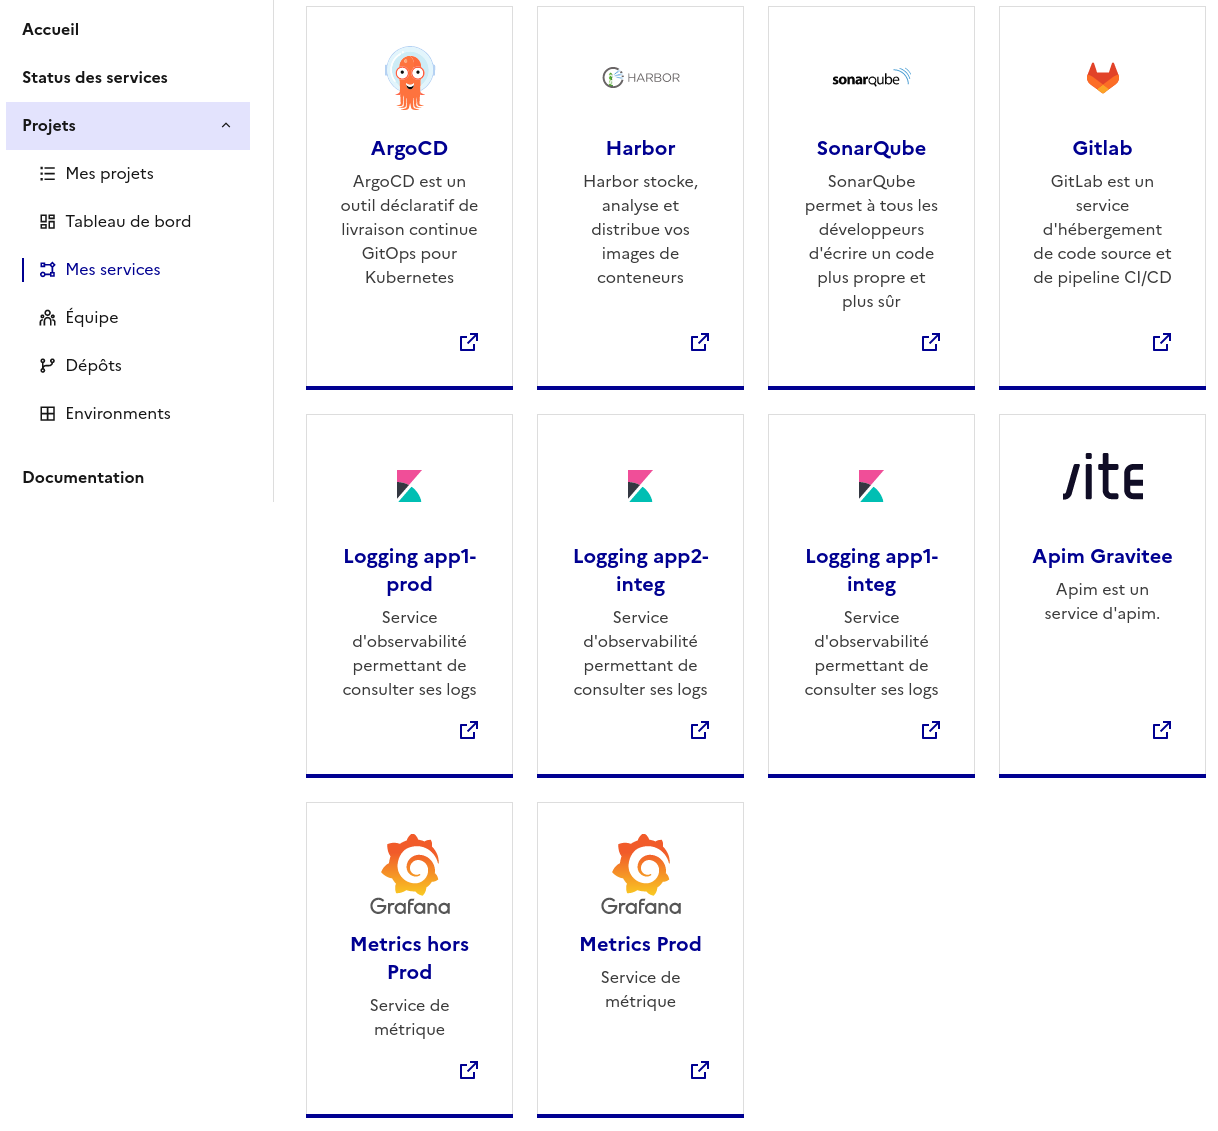 Accueil
Status des services
Projets
Mes projets
Tableau de bord
Mes services
Équipe
Dépôts
Environments
Documentation
ArgoCD
ArgoCD est un
outil déclaratif de
livraison continue
GitOps pour
Kubernetes
HARBOR
Harbor
Harbor stocke,
analyse et
distribue vos
images de
conteneurs
sonarqube
SonarQube
SonarQube
permet à tous les
développeurs
d'écrire un code
plus propre et
plus sûr
Gitlab
GitLab est un
service
d'hébergement
de code source et
de pipeline CI/CD
Logging app1-
prod
Service
d'observabilité
permettant de
consulter ses logs
Logging app2-
integ
Service
d'observabilité
permettant de
consulter ses logs
Logging app1-
integ
Service
d'observabilité
permettant de
consulter ses logs
Apim Gravitee
Apim est un
service d'apim.
Grafana
Metrics hors
Prod
Service de
métrique
Grafana
Metrics Prod
Service de
métrique